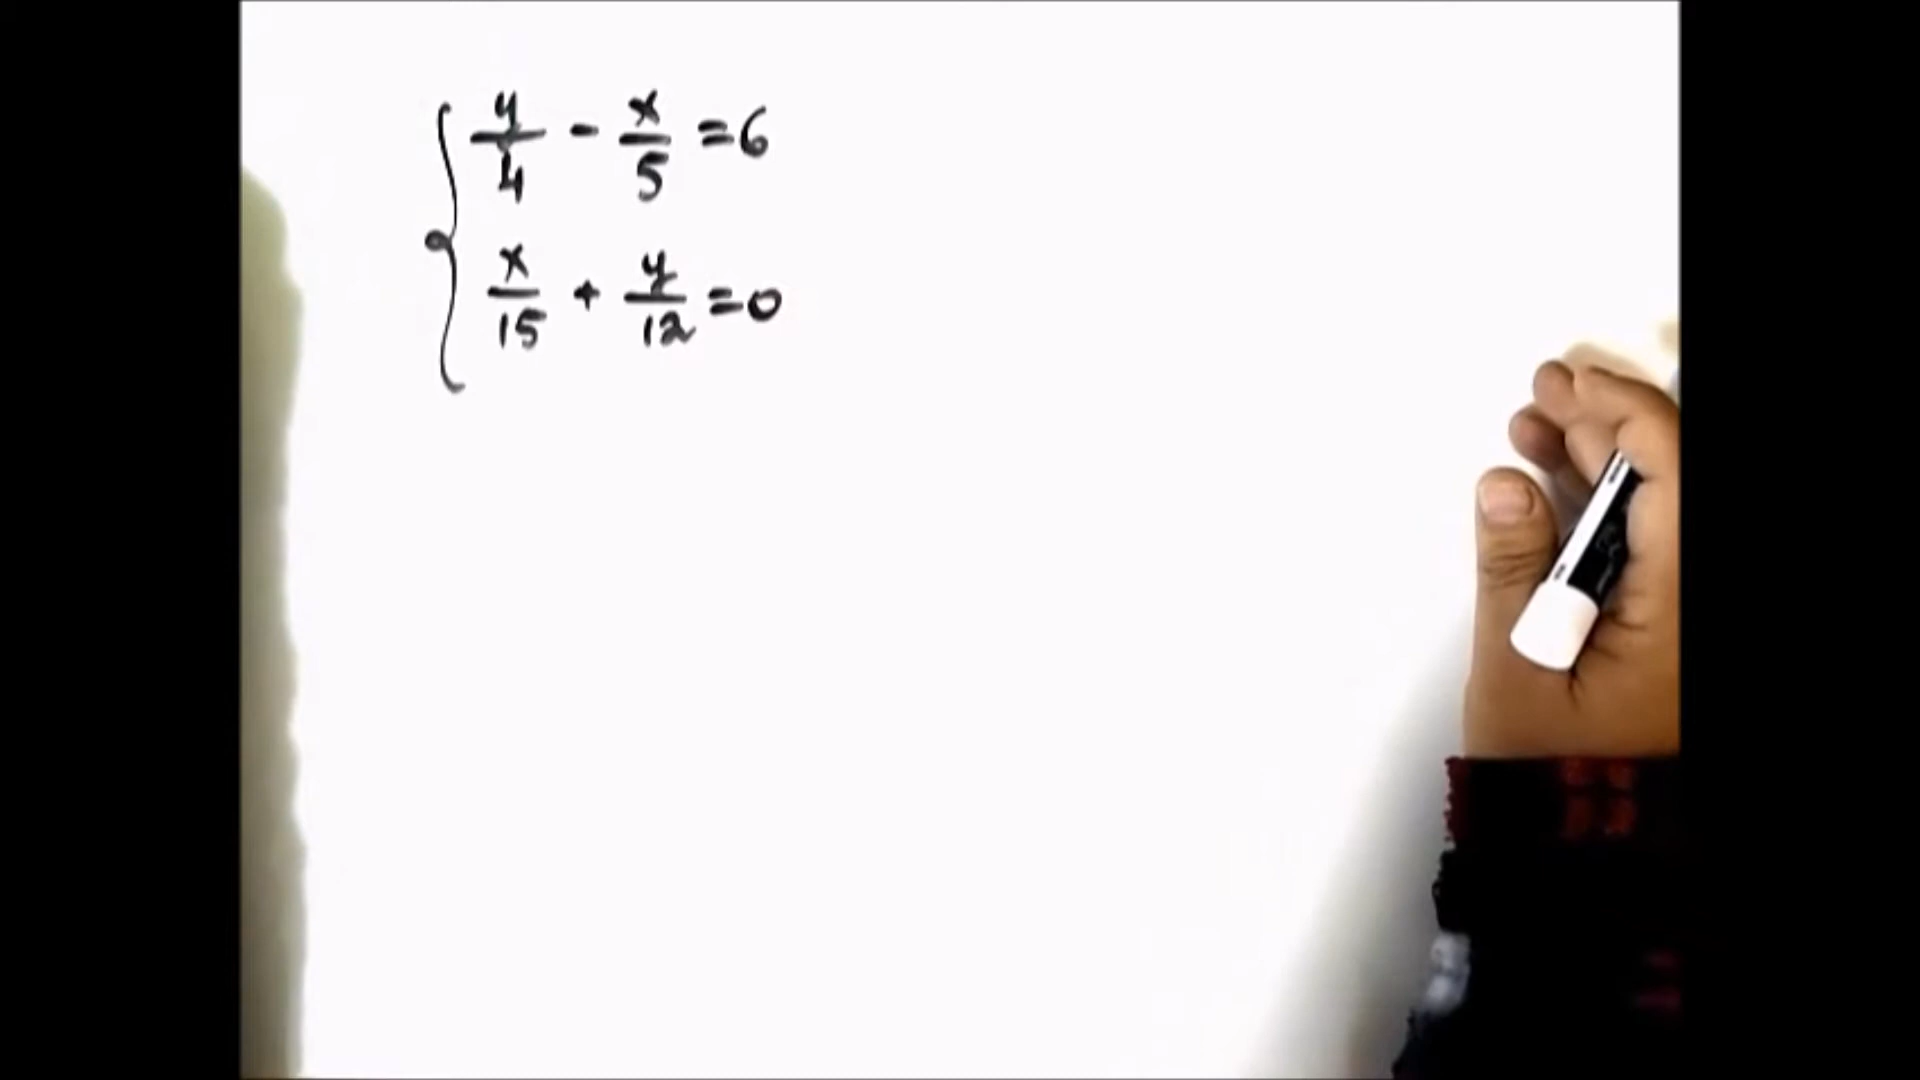 y/4 - x/5 = 6
x/15 + y/12 = 0